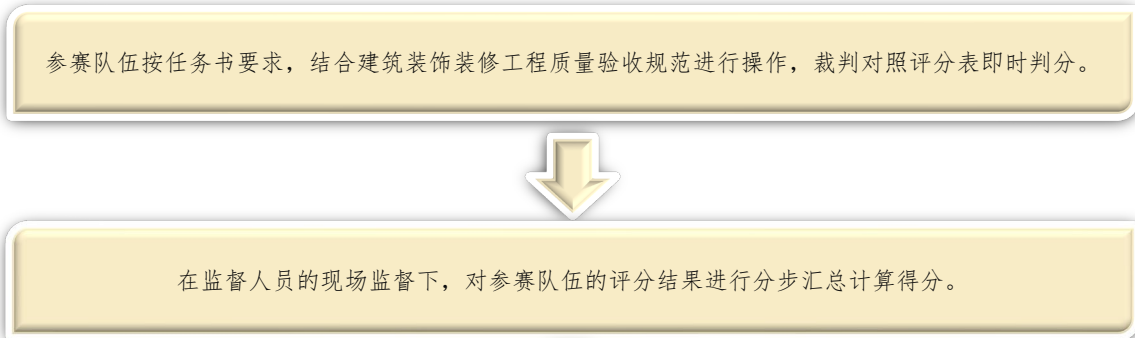 参赛队伍按任务书要求，结合建筑装饰装修工程质量验收规范进行操作，裁判对照评分表即时判分。
在监督人员的现场监督下，对参赛队伍的评分结果进行分步汇总计算得分。